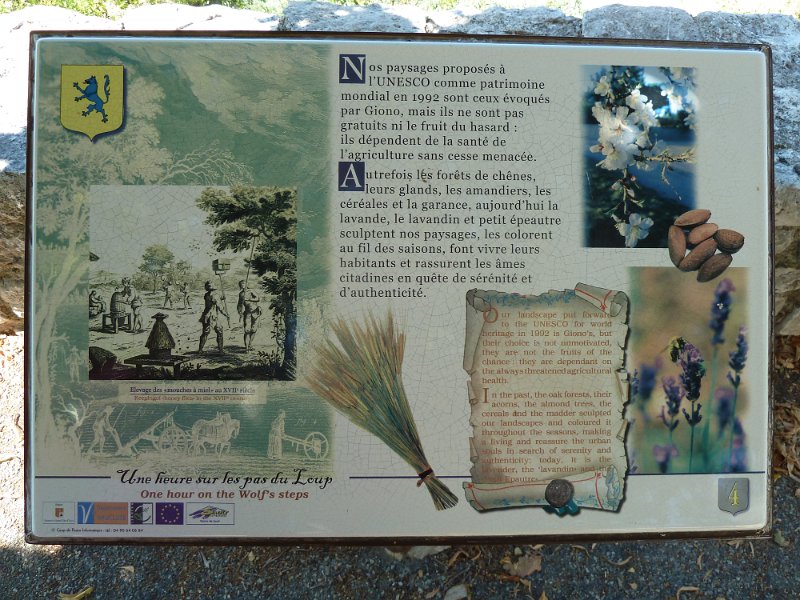 Nos paysages proposés à
l'UNESCO comme patrimoine
mondial en 1992 sont ceux évoqués
par Giono, mais ils ne sont pas
gratuits ni le fruit du hasard :
ils dépendent de la santé de
l'agriculture sans cesse menacée.
Autrefois les forêts de chênes,
leurs glands, les amandiers, les
céréales et la garance, aujourd'hui la
lavande, le lavandin et petit épeautre
sculptent nos paysages, les colorent
au fil des saisons, font vivre leurs
habitants et rassurent les âmes
citadines en quête de sérénité et
d'authenticité.
Elevage des «mouches à miel» au XVIIe siècle
Our landscape put forward
to the UNESCO for world
heritage in 1992 is Giono's, but
their choice is not unmotivated,
they are not the fruits of the
chance : they are dependant on
the always threatened agricultural
health.
In the past, the oak forests, their
acorns, the almond trees, the
cereals and the madder sculpted
our landscapes and coloured it
throughout the seasons, making
a living and reassure the urban
souls in search of serenity and
authenticity; today, it is the
lavender, the 'lavandin' and the
Une heure sur les pas du Loup
One hour on the Wolf's steps
4